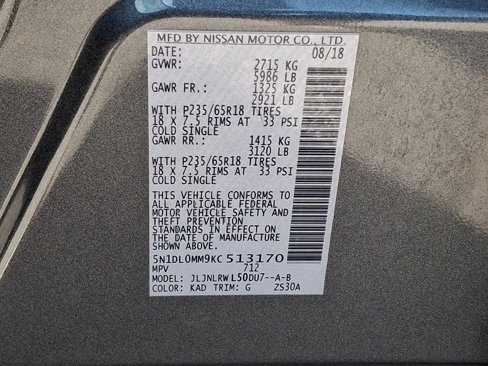 MFD BY NISSAN MOTOR CO., LTD.
DATE: 08/18
GVWR: 2715 KG
5986 LB
GAWR FR.: 1325 KG
2921 LB
WITH P235/65R18 TIRES
18 X 7.5 RIMS AT 33 PSI
COLD SINGLE
GAWR RR.: 1415 KG
3120 LB
WITH P235/65R18 TIRES
18 X 7.5 RIMS AT 33 PSI
COLD SINGLE
THIS VEHICLE CONFORMS TO
ALL APPLICABLE FEDERAL
MOTOR VEHICLE SAFETY AND
THEFT PREVENTION
STANDARDS IN EFFECT ON
THE DATE OF MANUFACTURE
SHOWN ABOVE.
5N1DL0MM9KC 513170
MPV 712
MODEL: JLJNLRW L50DU7--A-B
COLOR: KAD TRIM: G ZS30A